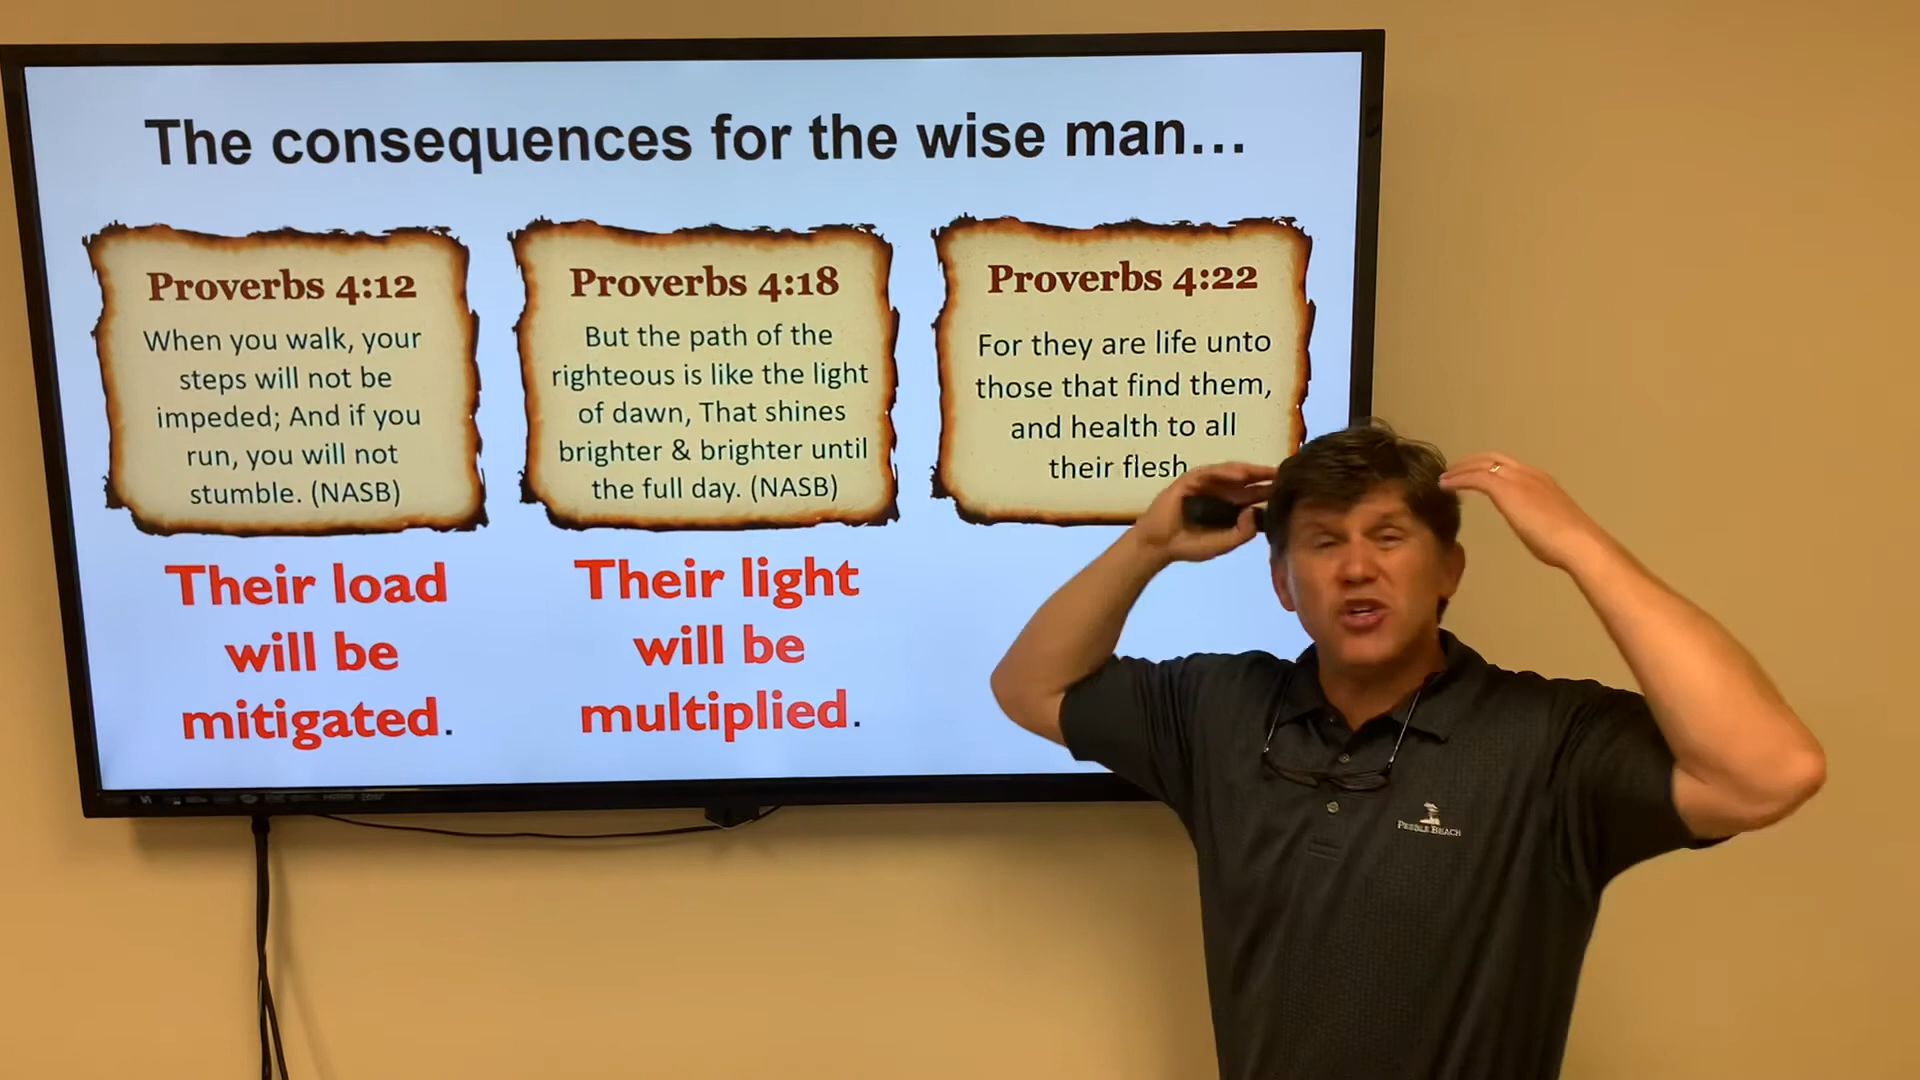 The consequences for the wise man...
Proverbs 4:12
When you walk, your
steps will not be
impeded; And if you
run, you will not
stumble. (NASB)
Their load
will be
mitigated.
Proverbs 4:18
But the path of the
righteous is like the light
of dawn, That shines
brighter & brighter until
the full day. (NASB)
Their light
will be
multiplied.
Proverbs 4:22
For they are life unto
those that find them,
and health to all
their flesh
PEBBLE BEACH